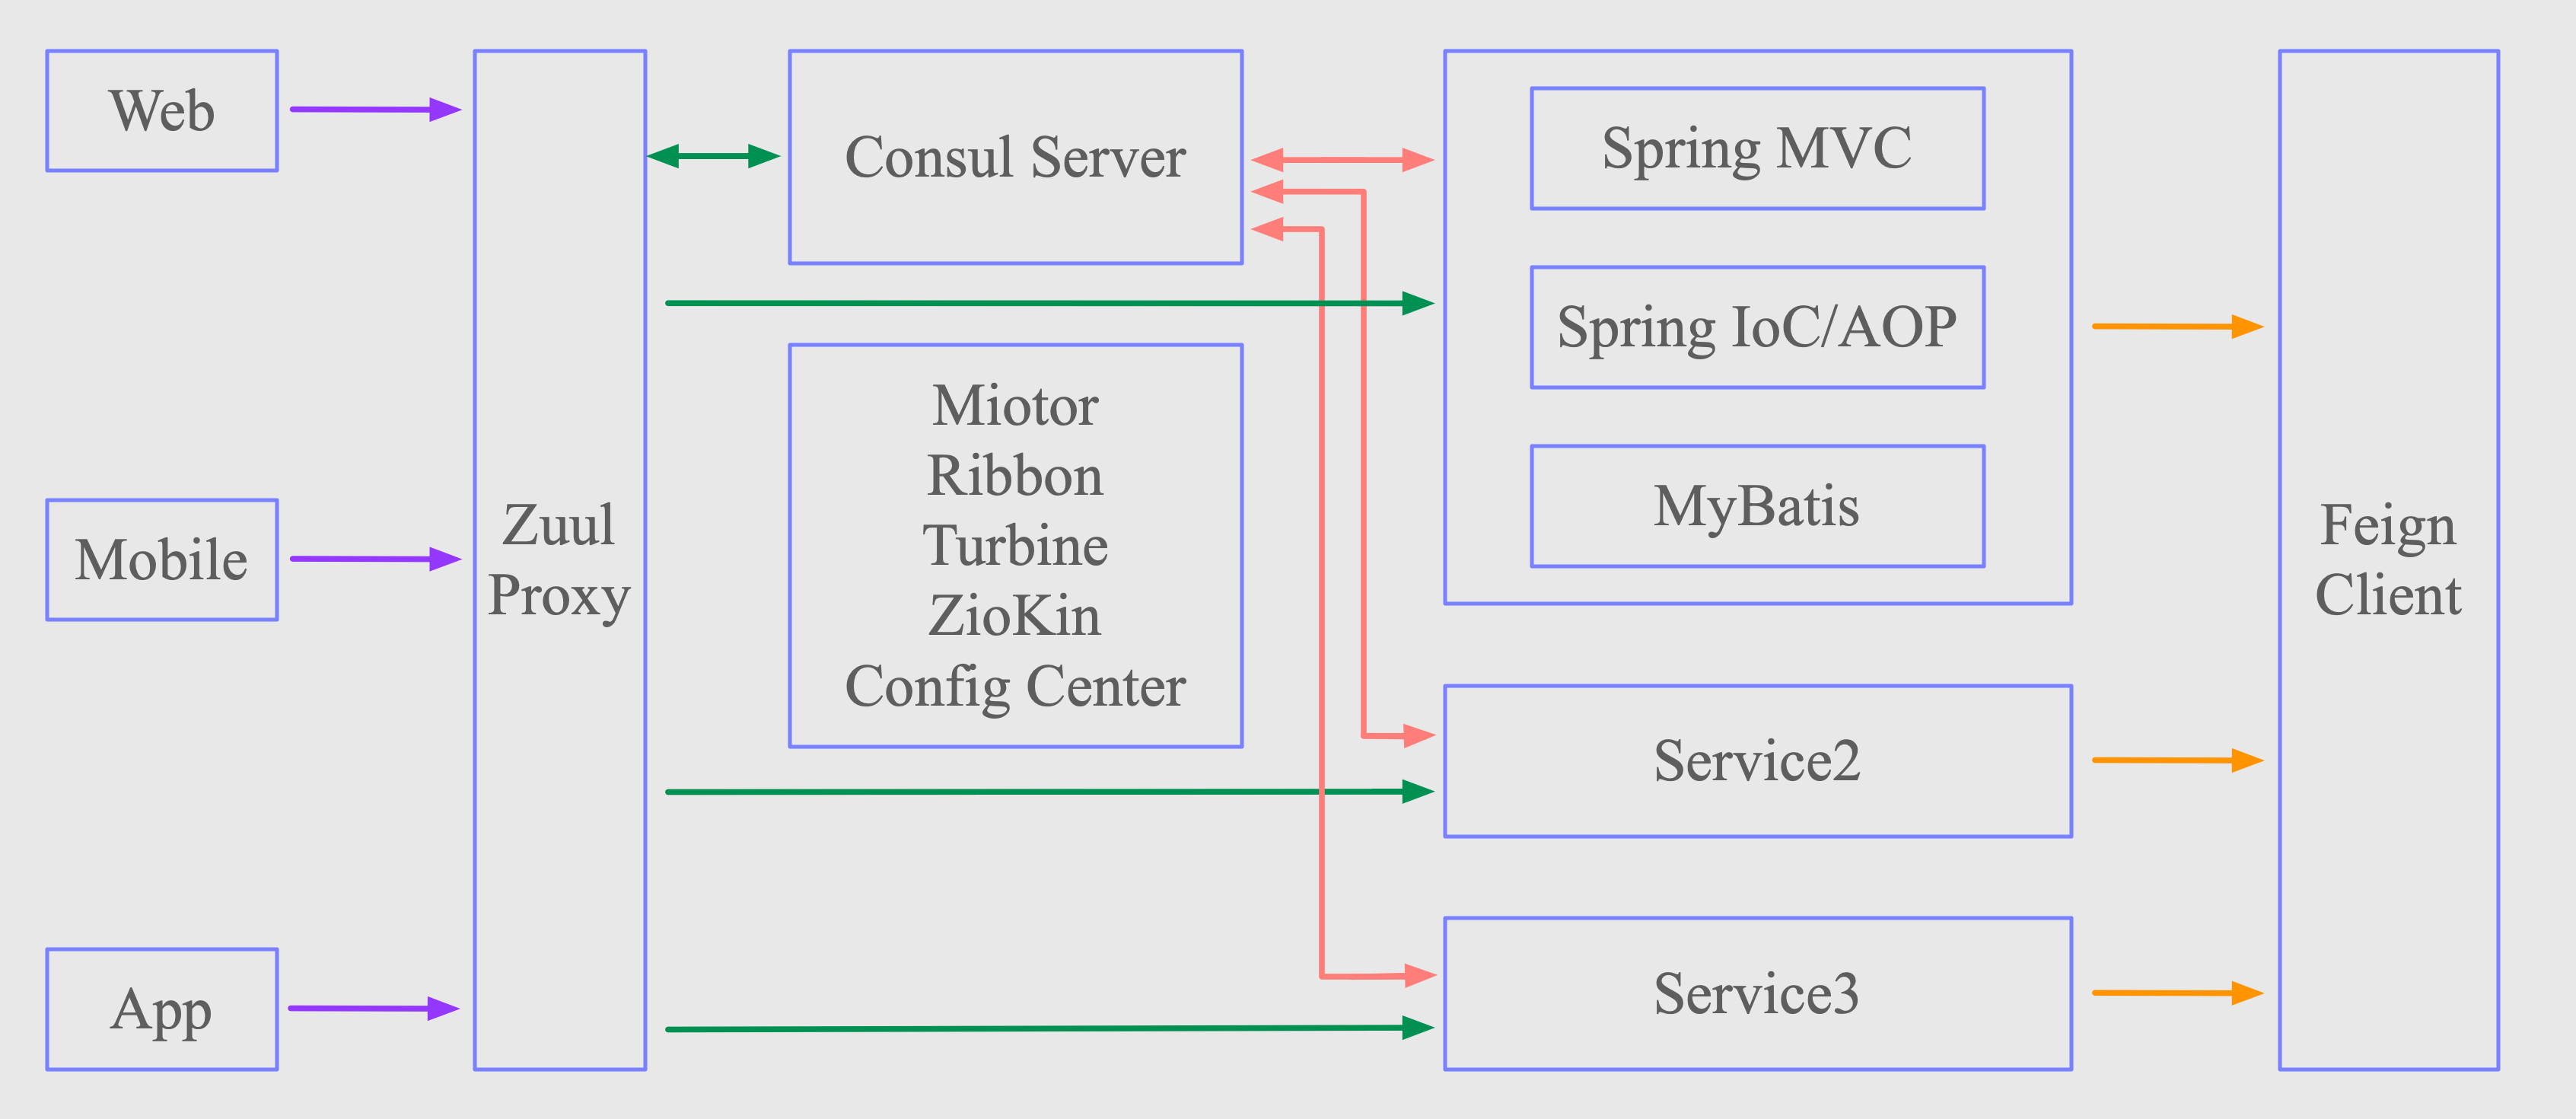 Web
Mobile
App
Zuul
Proxy
Consul Server
Miotor
Ribbon
Turbine
ZioKin
Config Center
Spring MVC
Spring IoC/AOP
MyBatis
Service2
Service3
Feign
Client